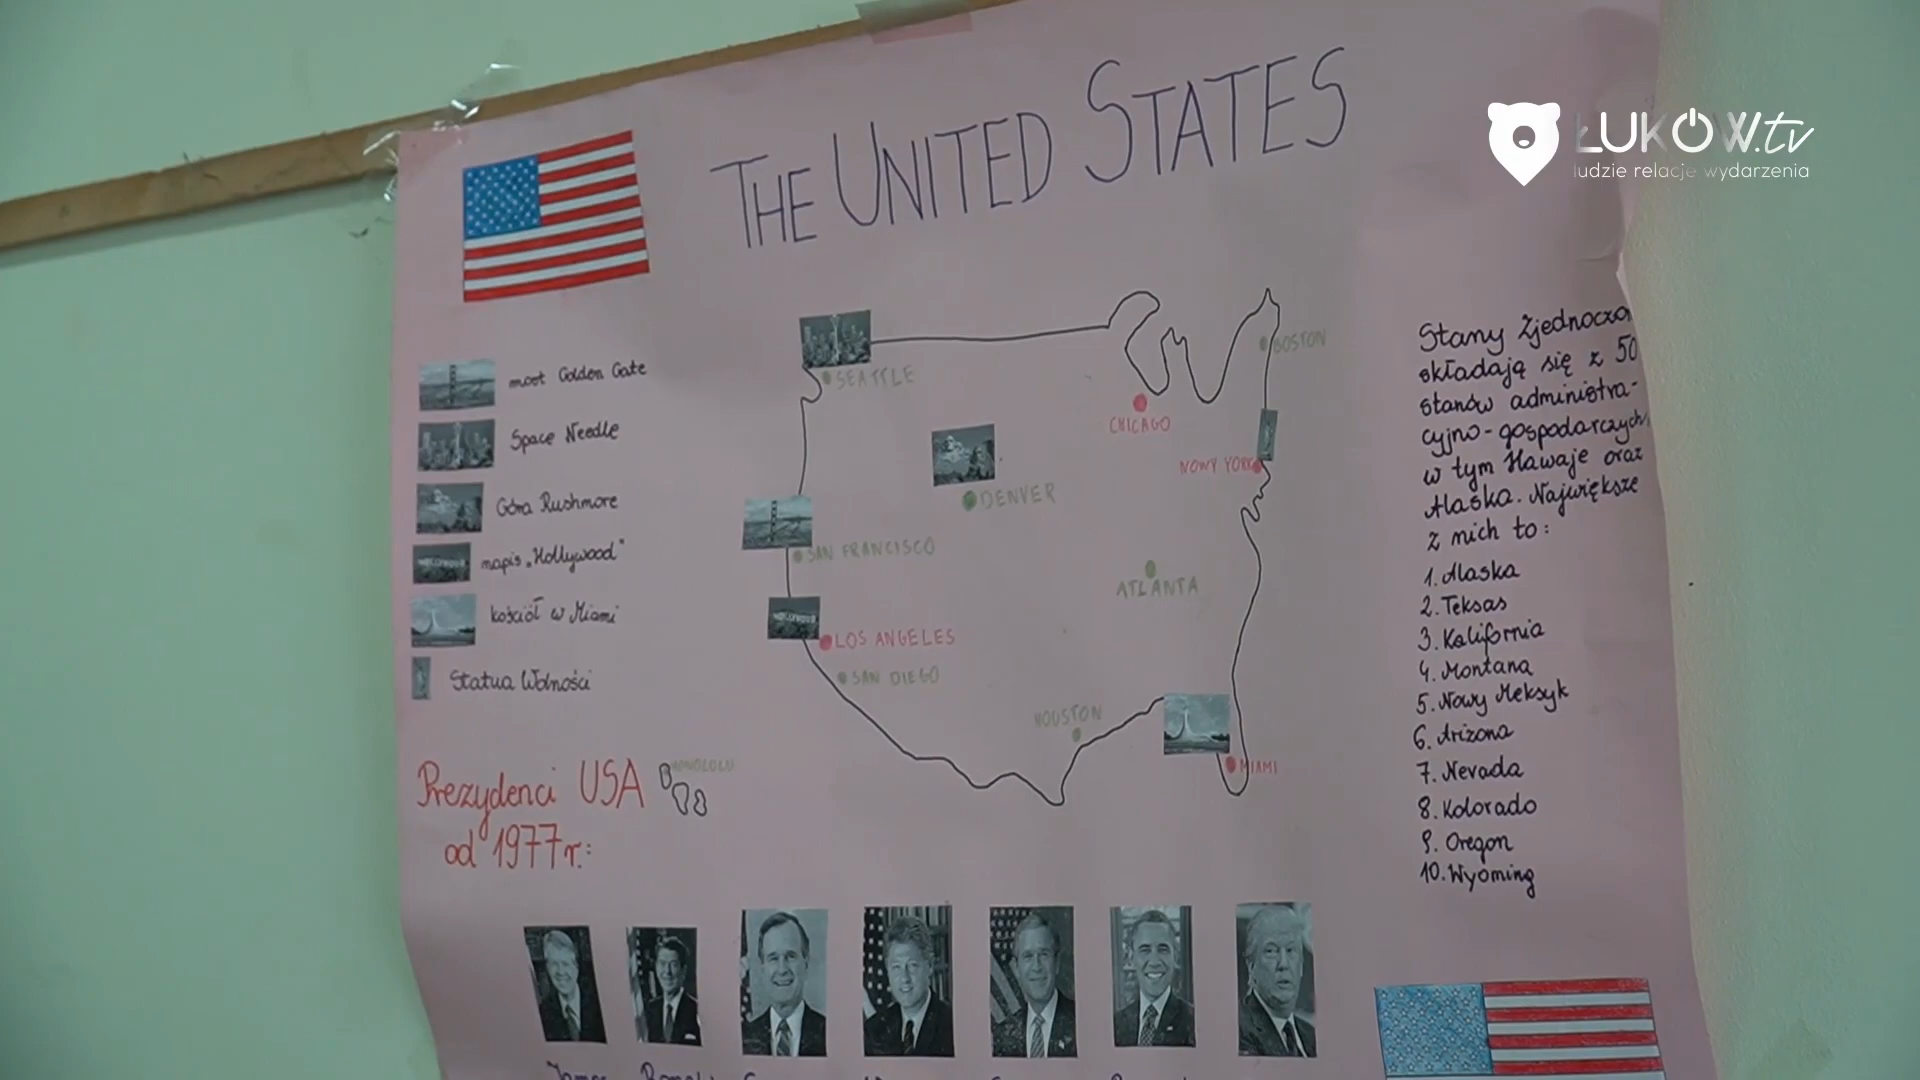 THE UNITED STATES
ŁUKÓW.tv
ludzie relacje wydarzenia
most Golden Gate
Space Needle
Góra Rushmore
napis „Hollywood"
kościół w Miami
Statua Wolności
SEATTLE
BOSTON
CHICAGO
NOWY YORK
DENVER
SAN FRANCISCO
ATLANTA
LOS ANGELES
SAN DIEGO
HOUSTON
MIAMI
HONOLULU
Stany Zjednoczo
składają się z 50
stanów administra-
cyjno-gospodarczych
w tym Hawaje oraz
Alaska. Największe
z nich to:
1. Alaska
2. Teksas
3. Kalifornia
4. Montana
5. Nowy Meksyk
6. Arizona
7. Nevada
8. Kolorado
9. Oregon
10. Wyoming
Prezydenci USA
od 1977r.: